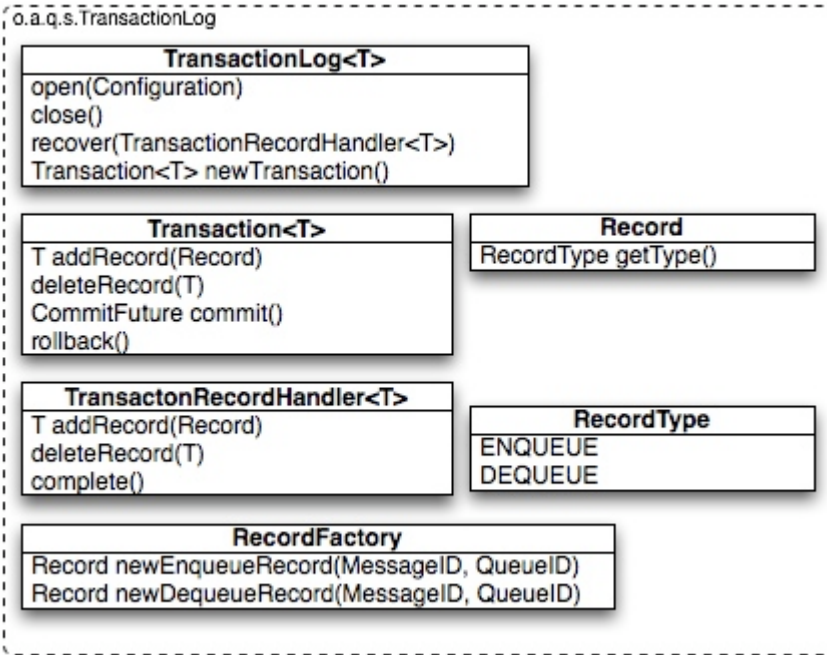 o.a.q.s.TransactionLog
TransactionLog<T>
open(Configuration)
close()
recover(TransactionRecordHandler<T>)
Transaction<T> newTransaction()
Transaction<T>
T addRecord(Record)
deleteRecord(T)
CommitFuture commit()
rollback()
Record
RecordType getType()
TransactonRecordHandler<T>
T addRecord(Record)
deleteRecord(T)
complete()
RecordType
ENQUEUE
DEQUEUE
RecordFactory
Record newEnqueueRecord(MessageID, QueueID)
Record newDequeueRecord(MessageID, QueueID)